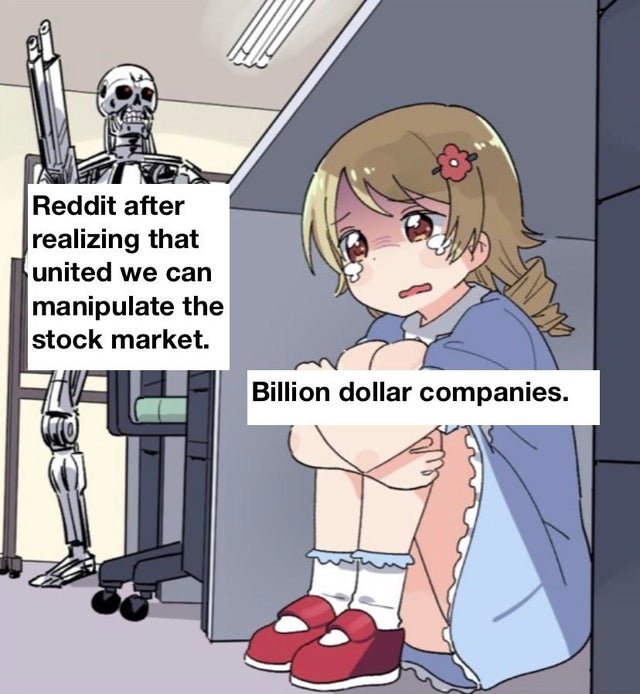 Reddit after
realizing that
united we can
manipulate the
stock market.
Billion dollar companies.